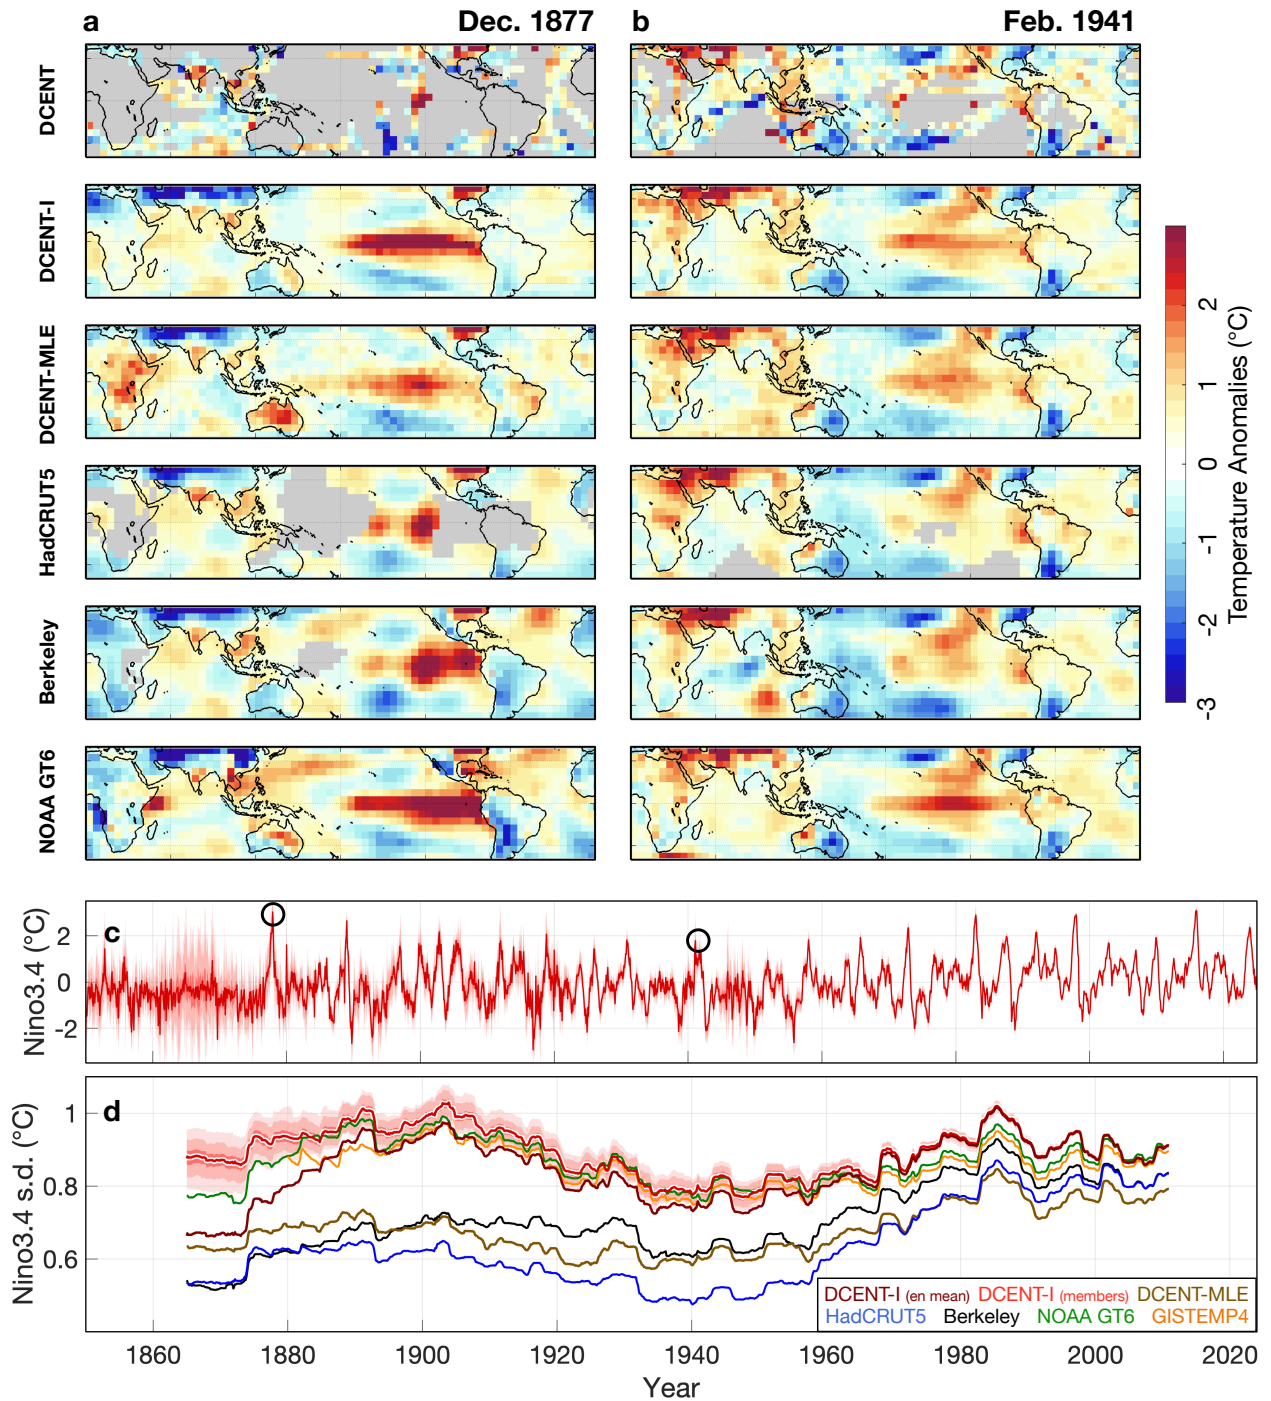 a Dec. 1877
b Feb. 1941
DCENT
DCENT-I
DCENT-MLE
HadCRUT5
Berkeley
NOAA GT6
2
1
0
-1
-2
-3
Temperature Anomalies (°C)
c
Nino3.4 (°C)
2
0
-2
d
Nino3.4 s.d. (°C)
1
0.8
0.6
DCENT-I (en mean) DCENT-I (members) DCENT-MLE
HadCRUT5 Berkeley NOAA GT6 GISTEMP4
1860 1880 1900 1920 1940 1960 1980 2000 2020
Year